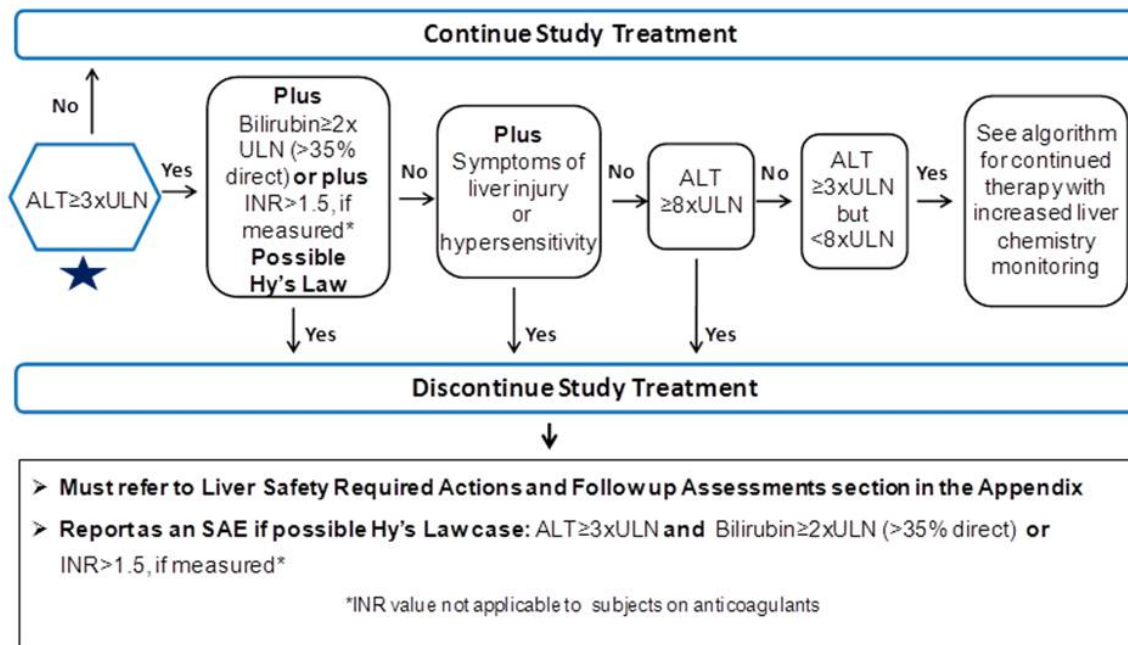 Continue Study Treatment
No
ALT≥3xULN
Yes
Plus
Bilirubin≥2x
ULN (>35%
direct) or plus
INR>1.5, if
measured*
Possible
Hy's Law
No
Plus
Symptoms of
liver injury
or
hypersensitivity
No
ALT
≥8xULN
No
ALT
≥3xULN
but
<8xULN
Yes
See algorithm
for continued
therapy with
increased liver
chemistry
monitoring
Yes
Yes
Yes
Discontinue Study Treatment
➢ Must refer to Liver Safety Required Actions and Follow up Assessments section in the Appendix
➢ Report as an SAE if possible Hy's Law case: ALT≥3xULN and Bilirubin≥2xULN (>35% direct) or
INR>1.5, if measured*
*INR value not applicable to subjects on anticoagulants